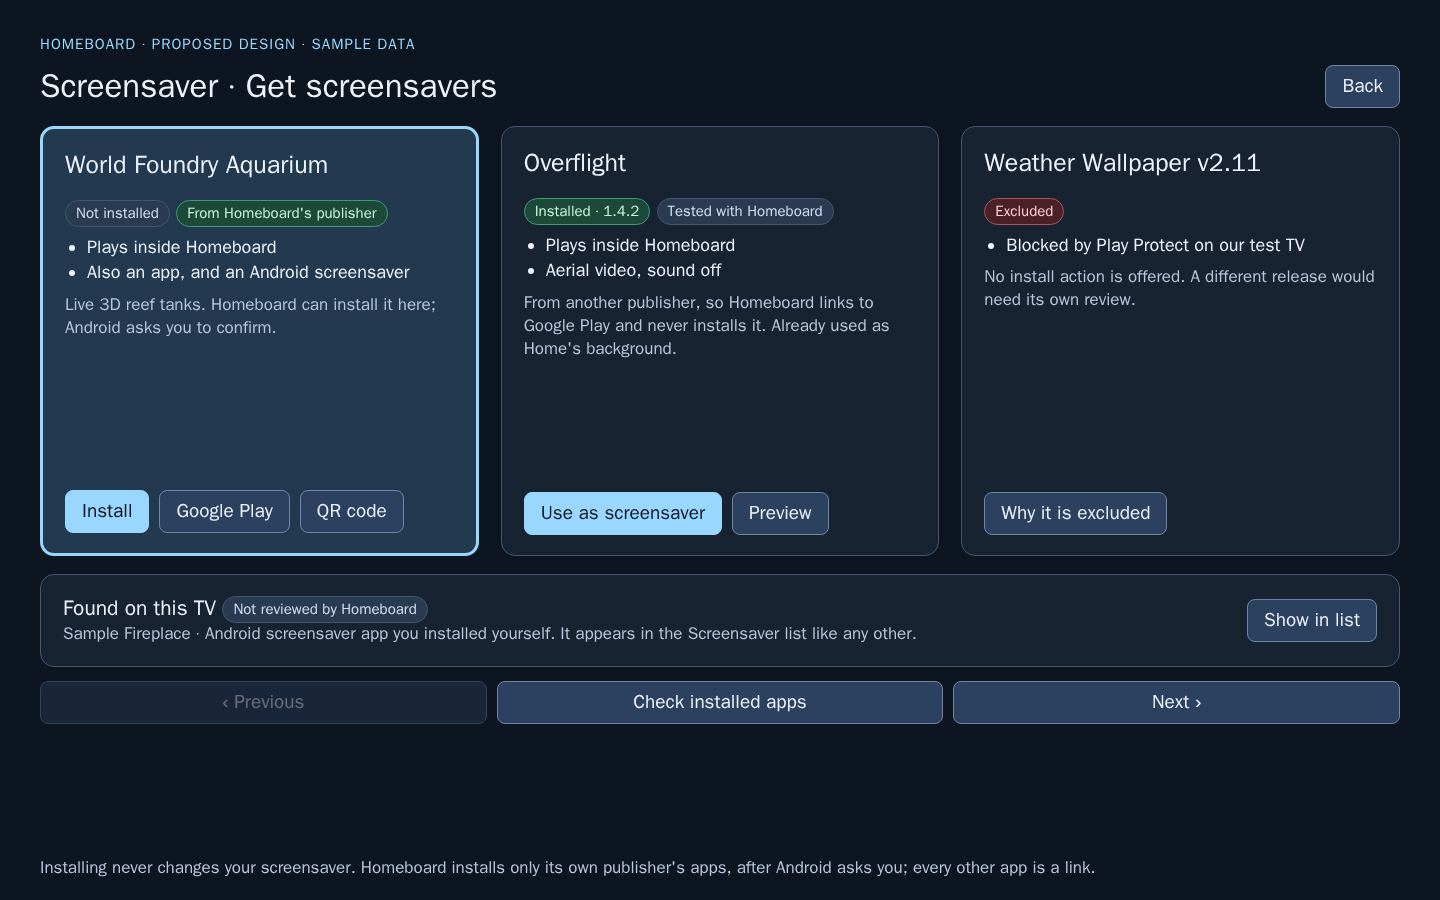 HOMEBOARD · PROPOSED DESIGN · SAMPLE DATA
Screensaver · Get screensavers
Back
World Foundry Aquarium
Not installed
From Homeboard's publisher
• Plays inside Homeboard
• Also an app, and an Android screensaver
Live 3D reef tanks. Homeboard can install it here;
Android asks you to confirm.
Install
Google Play
QR code
Overflight
Installed · 1.4.2
Tested with Homeboard
• Plays inside Homeboard
• Aerial video, sound off
From another publisher, so Homeboard links to
Google Play and never installs it. Already used as
Home's background.
Use as screensaver
Preview
Weather Wallpaper v2.11
Excluded
• Blocked by Play Protect on our test TV
No install action is offered. A different release would
need its own review.
Why it is excluded
Found on this TV
Not reviewed by Homeboard
Sample Fireplace · Android screensaver app you installed yourself. It appears in the Screensaver list like any other.
Show in list
‹ Previous
Check installed apps
Next ›
Installing never changes your screensaver. Homeboard installs only its own publisher's apps, after Android asks you; every other app is a link.